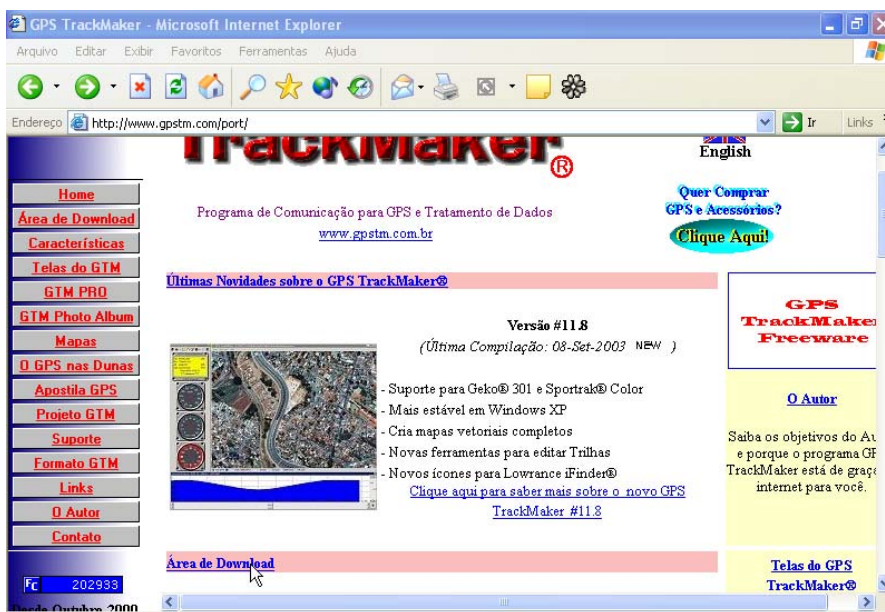 GPS TrackMaker - Microsoft Internet Explorer
Arquivo Editar Exibir Favoritos Ferramentas Ajuda
Endereço http://www.gpstm.com/port/ Ir Links
TrackMaker®
English
Home
Área de Download
Características
Telas do GTM
GTM PRO
GTM Photo Album
Mapas
O GPS nas Dunas
Apostila GPS
Projeto GTM
Suporte
Formato GTM
Links
O Autor
Contato
FC 202933
Desde Outubro 2000
Programa de Comunicação para GPS e Tratamento de Dados
www.gpstm.com.br
Quer Comprar
GPS e Acessórios?
Clique Aqui!
Últimas Novidades sobre o GPS TrackMaker®
Versão #11.8
(Última Compilação: 08-Set-2003 NEW )
- Suporte para Geko® 301 e Sportrak® Color
- Mais estável em Windows XP
- Cria mapas vetoriais completos
- Novas ferramentas para editar Trilhas
- Novos ícones para Lowrance iFinder®
Clique aqui para saber mais sobre o novo GPS
TrackMaker #11.8
Área de Download
GPS
TrackMaker
Freeware
O Autor
Saiba os objetivos do Au
e porque o programa GP
TrackMaker está de graça
internet para você.
Telas do GPS
TrackMaker®